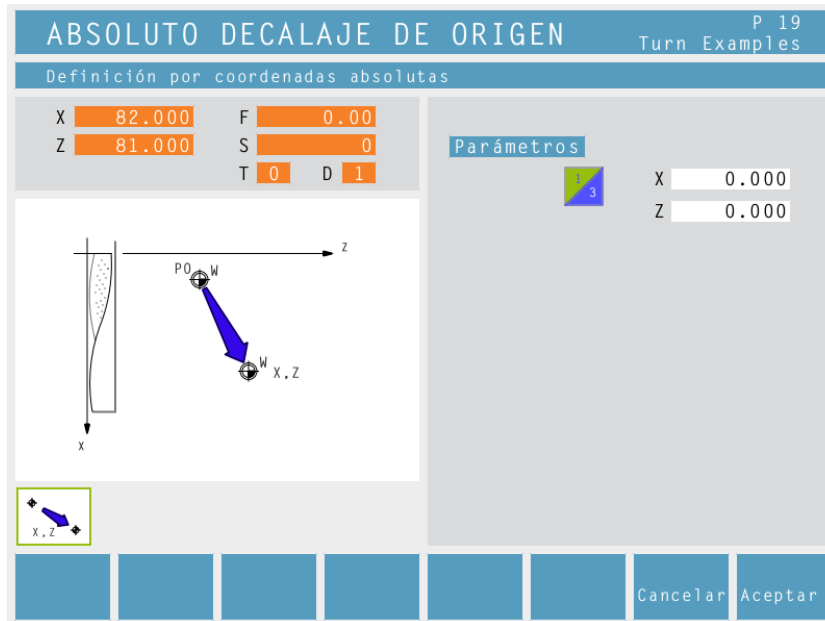 ABSOLUTO DECALAJE DE ORIGEN
P 19
Turn Examples
Definición por coordenadas absolutas
X 82.000 F 0.00
Z 81.000 S 0
T 0 D 1
Parámetros
1 3 X 0.000
Z 0.000
Z
P0 W
W X,Z
X
X,Z
Cancelar Aceptar